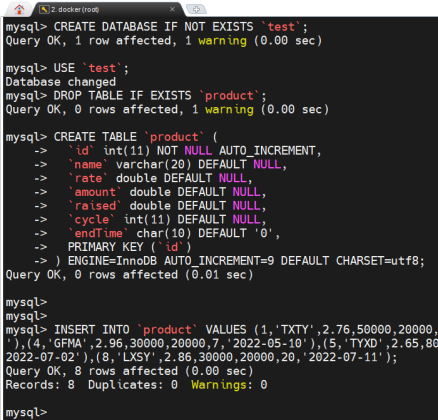 2. docker (root)
mysql> CREATE DATABASE IF NOT EXISTS `test`;
Query OK, 1 row affected, 1 warning (0.00 sec)
mysql> USE `test`;
Database changed
mysql> DROP TABLE IF EXISTS `product`;
Query OK, 0 rows affected, 1 warning (0.00 sec)
mysql> CREATE TABLE `product` (
-> `id` int(11) NOT NULL AUTO_INCREMENT,
-> `name` varchar(20) DEFAULT NULL,
-> `rate` double DEFAULT NULL,
-> `amount` double DEFAULT NULL,
-> `raised` double DEFAULT NULL,
-> `cycle` int(11) DEFAULT NULL,
-> `endTime` char(10) DEFAULT '0',
-> PRIMARY KEY (`id`)
-> ) ENGINE=InnoDB AUTO_INCREMENT=9 DEFAULT CHARSET=utf8;
Query OK, 0 rows affected (0.01 sec)
mysql>
mysql>
mysql> INSERT INTO `product` VALUES (1,'TXTY',2.76,50000,20000,
'),(4,'GFMA',2.96,30000,20000,7,'2022-05-10'),(5,'TYXD',2.65,80
2022-07-02'),(8,'LXSY',2.86,30000,20000,20,'2022-07-11');
Query OK, 8 rows affected (0.00 sec)
Records: 8  Duplicates: 0  Warnings: 0
mysql>